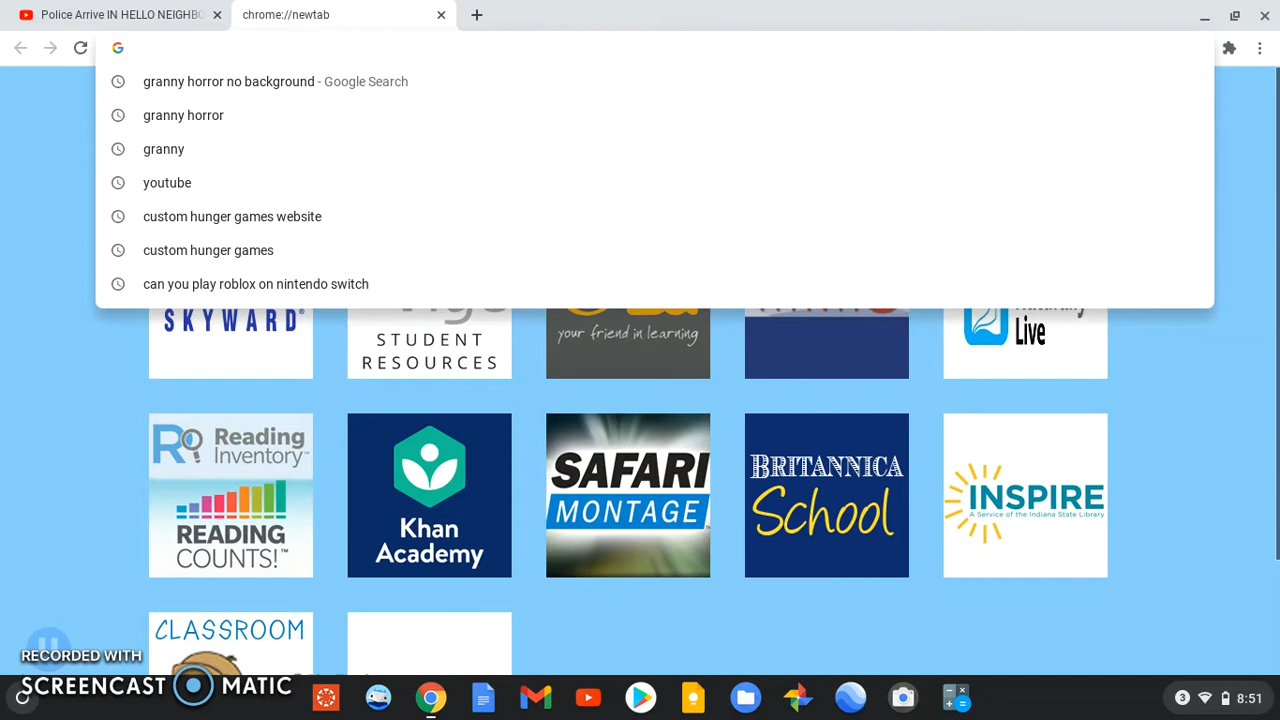 Police Arrive IN HELLO NEIGHBO
chrome://newtab
granny horror no background - Google Search
granny horror
granny
youtube
custom hunger games website
custom hunger games
can you play roblox on nintendo switch
SKYWARD
STUDENT
RESOURCES
your friend in learning
Live
Reading
Inventory™
READING
COUNTS!™
Khan
Academy
SAFARI
MONTAGE
BRITANNICA
School
INSPIRE
A Service of the Indiana State Library
CLASSROOM
RECORDED WITH
SCREENCAST MATIC
3
8:51